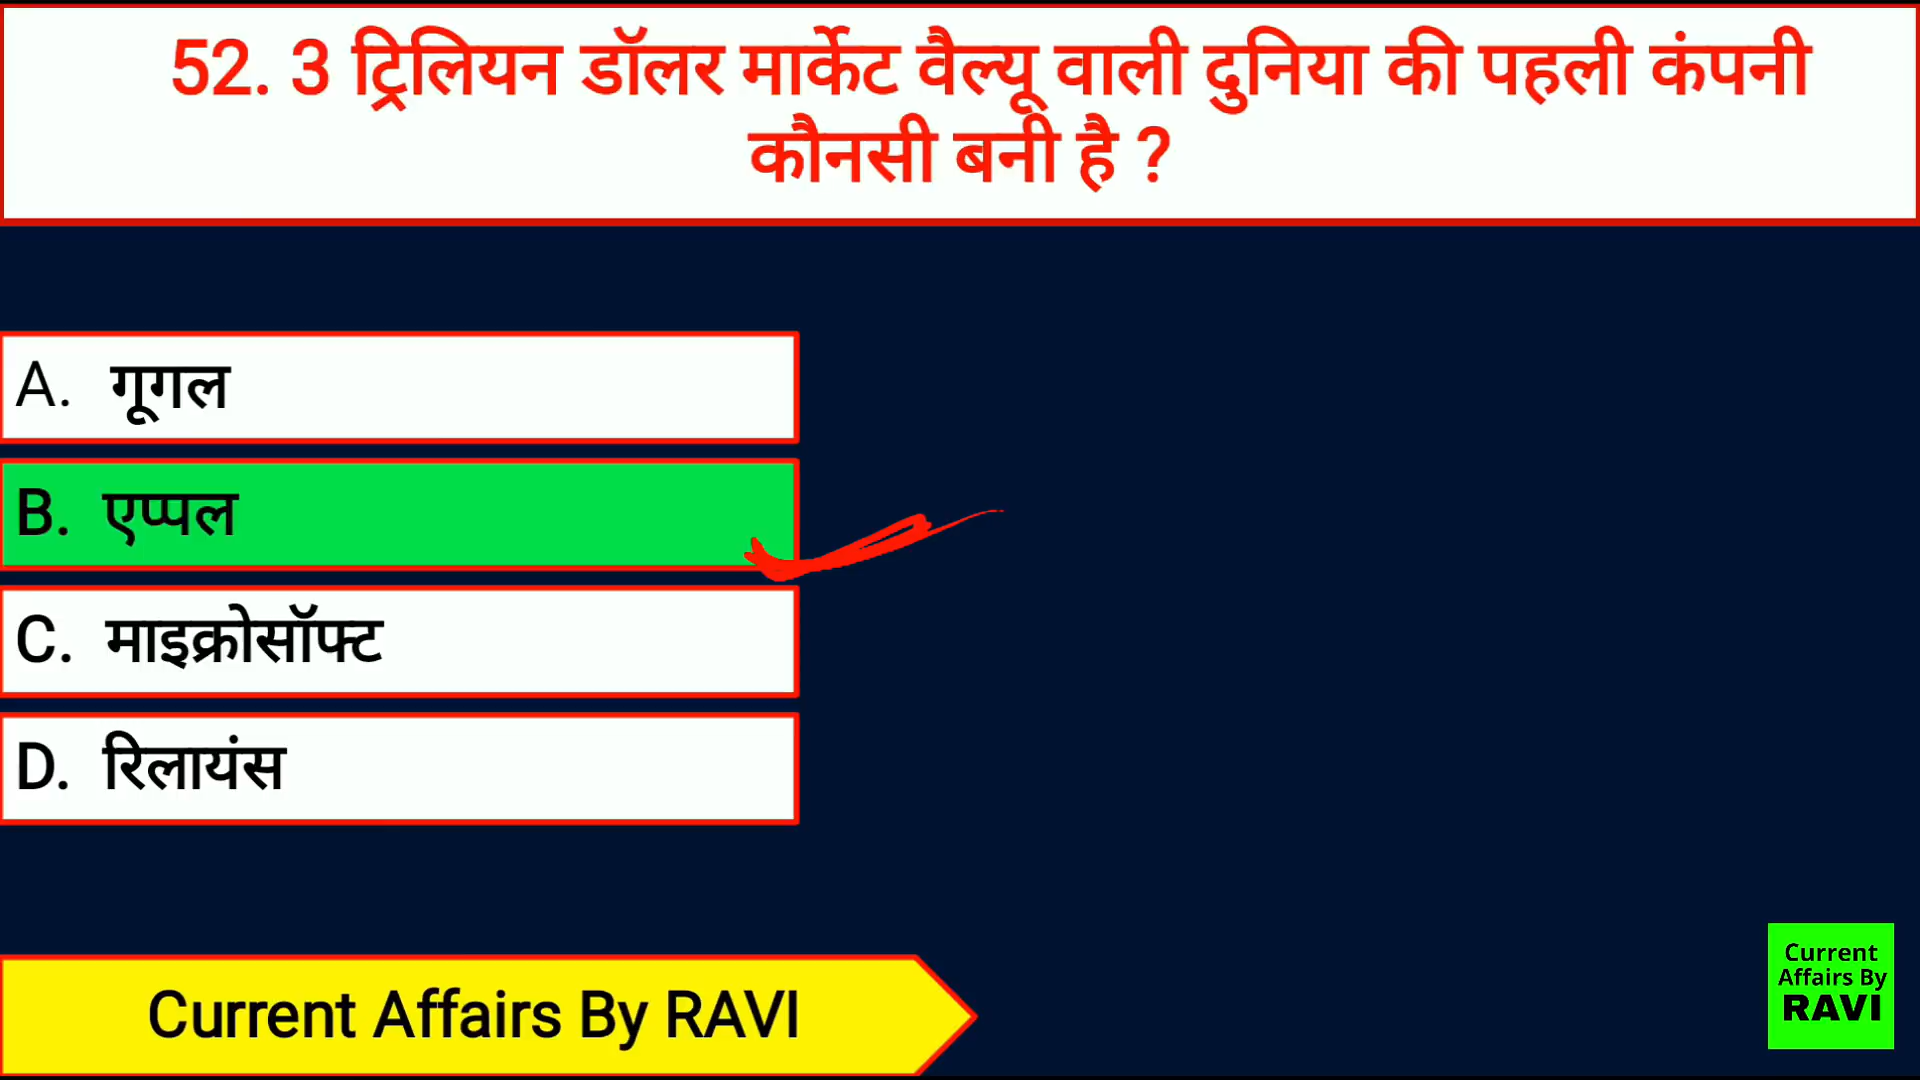 52. 3 ट्रिलियन डॉलर मार्केट वैल्यू वाली दुनिया की पहली कंपनी
कौनसी बनी है ?
A. गूगल
B. एप्पल
C. माइक्रोसॉफ्ट
D. रिलायंस
Current Affairs By RAVI
Current
Affairs By
RAVI